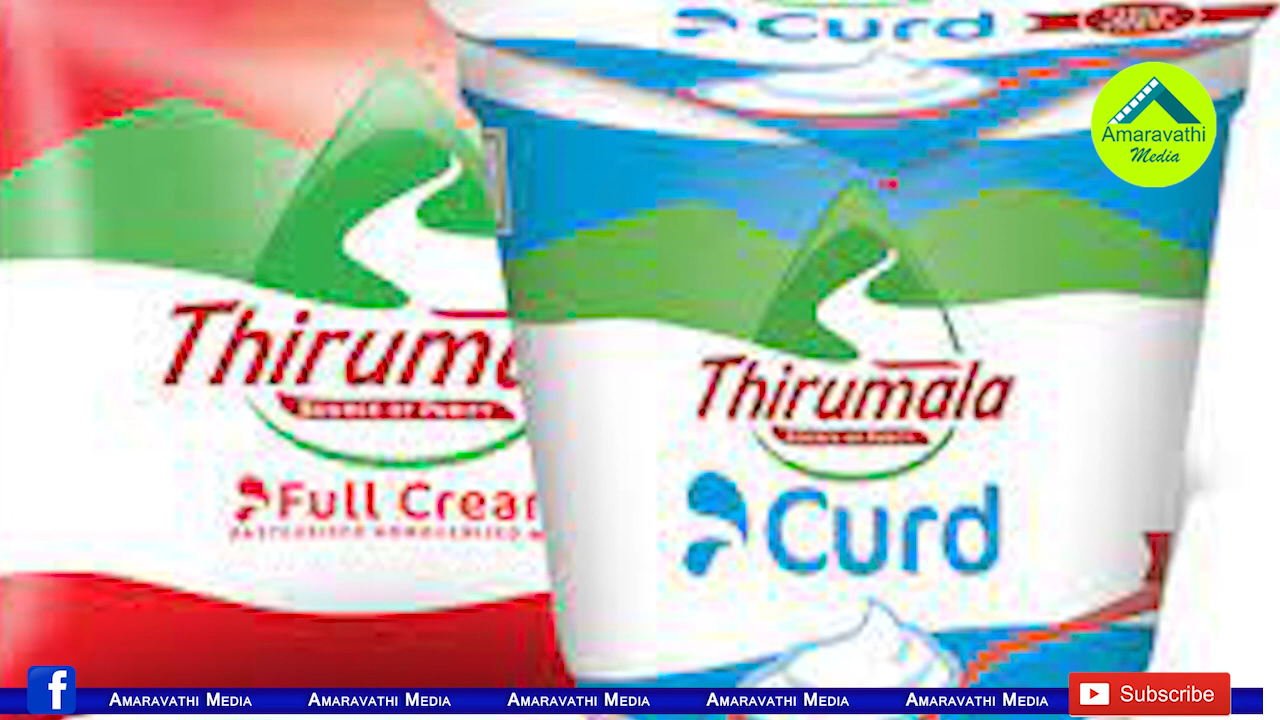 Curd
Amaravathi
Media
Thirum
Thirumala
Full Crea
Curd
f
AMARAVATHI MEDIA AMARAVATHI MEDIA AMARAVATHI MEDIA AMARAVATHI MEDIA AMARAVATHI MEDIA
Subscribe